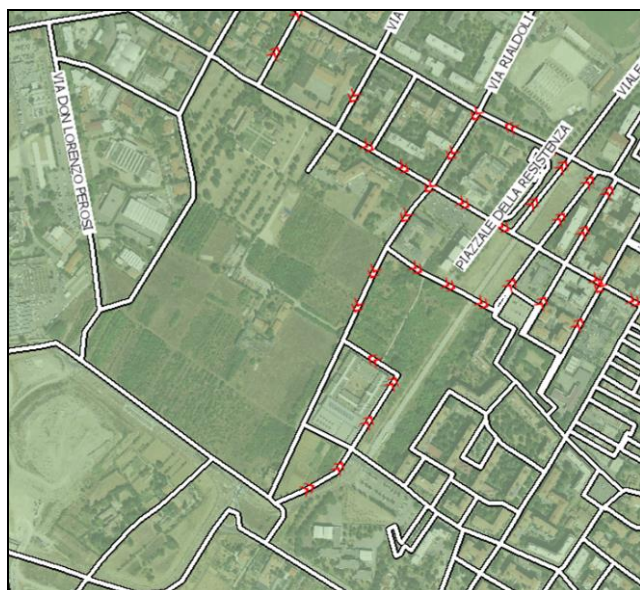 VIA
VIA RIALDOLI
VIALE
VIA DON LORENZO PEROSI
PIAZZALE DELLA RESISTENZA